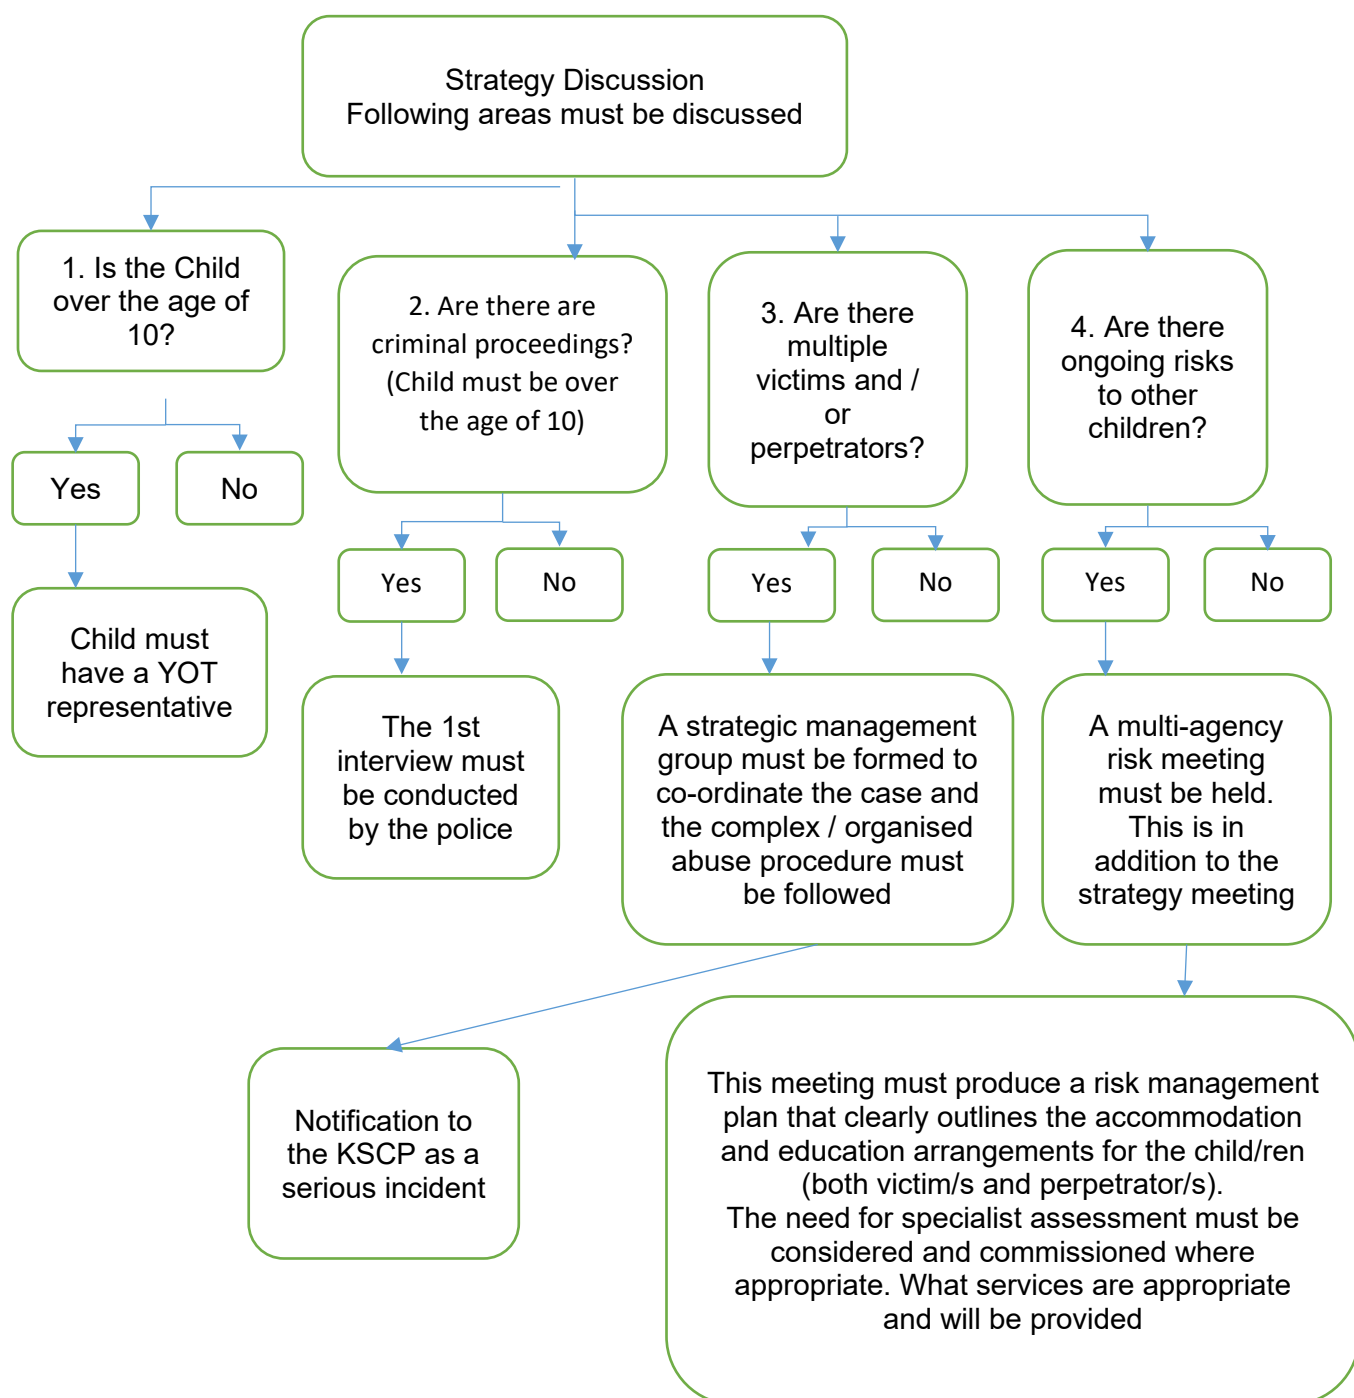 Strategy Discussion
Following areas must be discussed
1. Is the Child
over the age of
10?
2. Are there are
criminal proceedings?
(Child must be over
the age of 10)
3. Are there
multiple
victims and /
or
perpetrators?
4. Are there
ongoing risks
to other
children?
Yes
No
Yes
No
Yes
No
Yes
No
Child must
have a YOT
representative
The 1st
interview must
be conducted
by the police
A strategic management
group must be formed to
co-ordinate the case and
the complex / organised
abuse procedure must
be followed
A multi-agency
risk meeting
must be held.
This is in
addition to the
strategy meeting
Notification to
the KSCP as a
serious incident
This meeting must produce a risk management
plan that clearly outlines the accommodation
and education arrangements for the child/ren
(both victim/s and perpetrator/s).
The need for specialist assessment must be
considered and commissioned where
appropriate. What services are appropriate
and will be provided